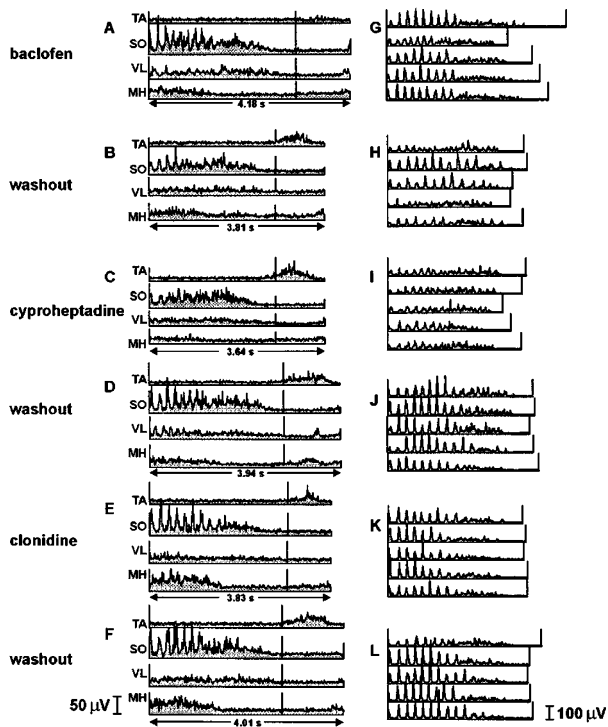 A
TA
G
baclofen
SO
VL
MH
4.18 s
B
TA
H
washout
SO
VL
MH
3.81 s
C
TA
I
cyproheptadine
SO
VL
MH
3.64 s
D
TA
J
washout
SO
VL
MH
3.94 s
E
TA
K
clonidine
SO
VL
MH
3.83 s
F
TA
L
washout
SO
VL
MH
50 µV
4.01 s
100 µV